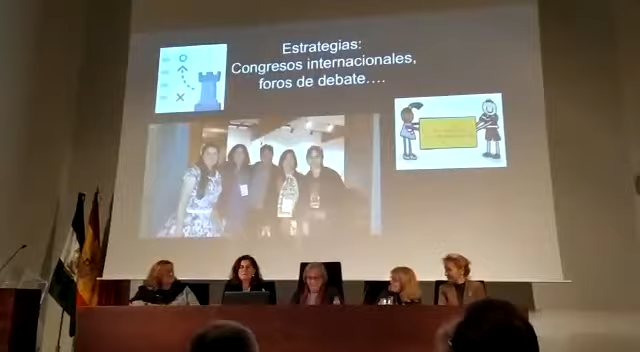 Estrategias:
Congresos internacionales,
foros de debate….